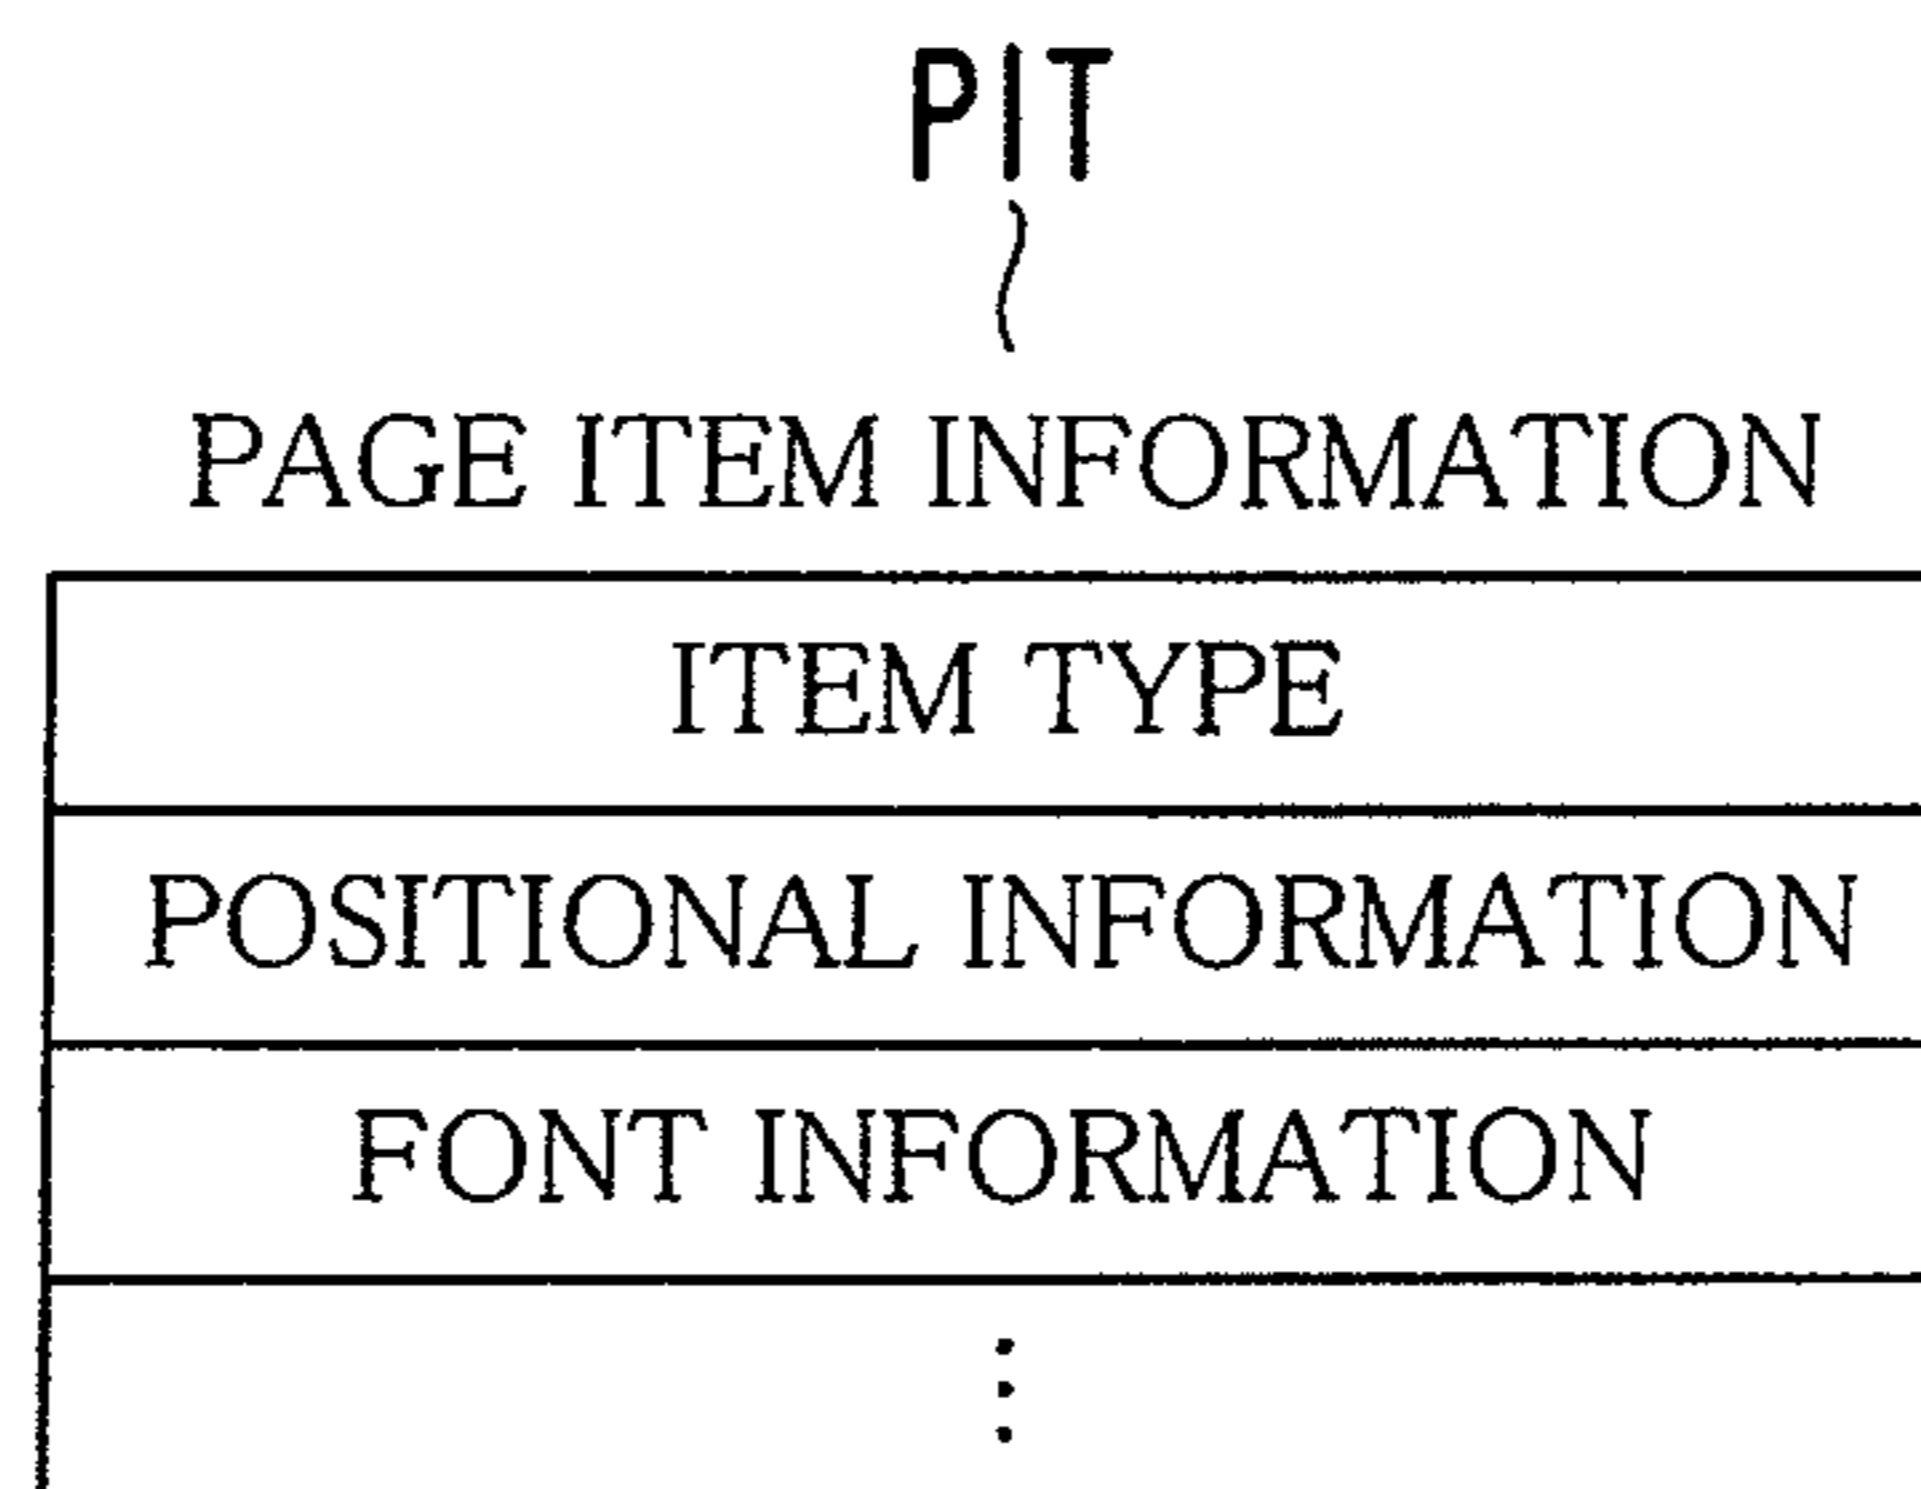 PIT
PAGE ITEM INFORMATION
ITEM TYPE
POSITIONAL INFORMATION
FONT INFORMATION